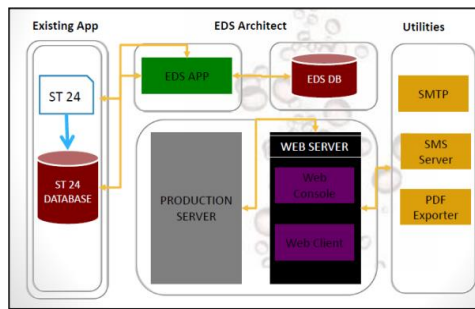 Existing App
EDS Architect
Utilities
ST 24
EDS APP
EDS DB
SMTP
WEB SERVER
SMS
Server
ST 24
DATABASE
PRODUCTION
SERVER
Web
Console
PDF
Exporter
Web Client